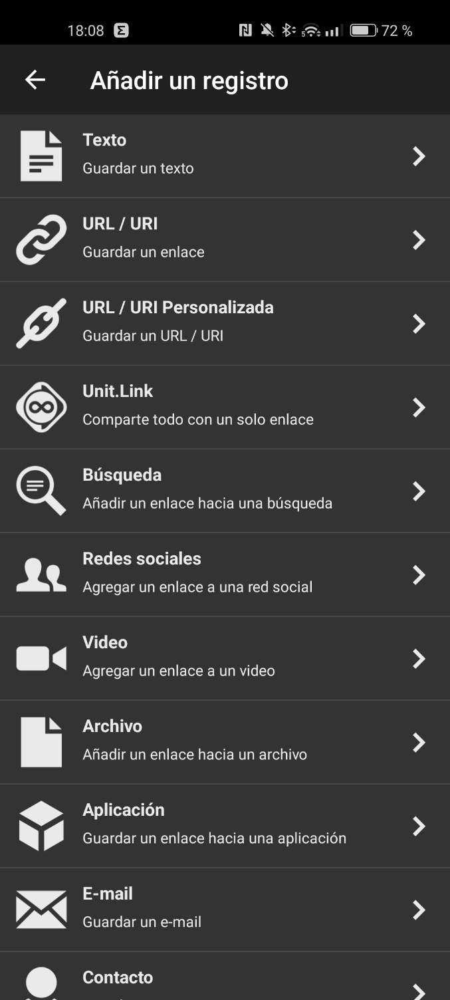 18:08
72 %
Añadir un registro
Texto
Guardar un texto
URL / URI
Guardar un enlace
URL / URI Personalizada
Guardar un URL / URI
Unit.Link
Comparte todo con un solo enlace
Búsqueda
Añadir un enlace hacia una búsqueda
Redes sociales
Agregar un enlace a una red social
Video
Agregar un enlace a un video
Archivo
Añadir un enlace hacia un archivo
Aplicación
Guardar un enlace hacia una aplicación
E-mail
Guardar un e-mail
Contacto